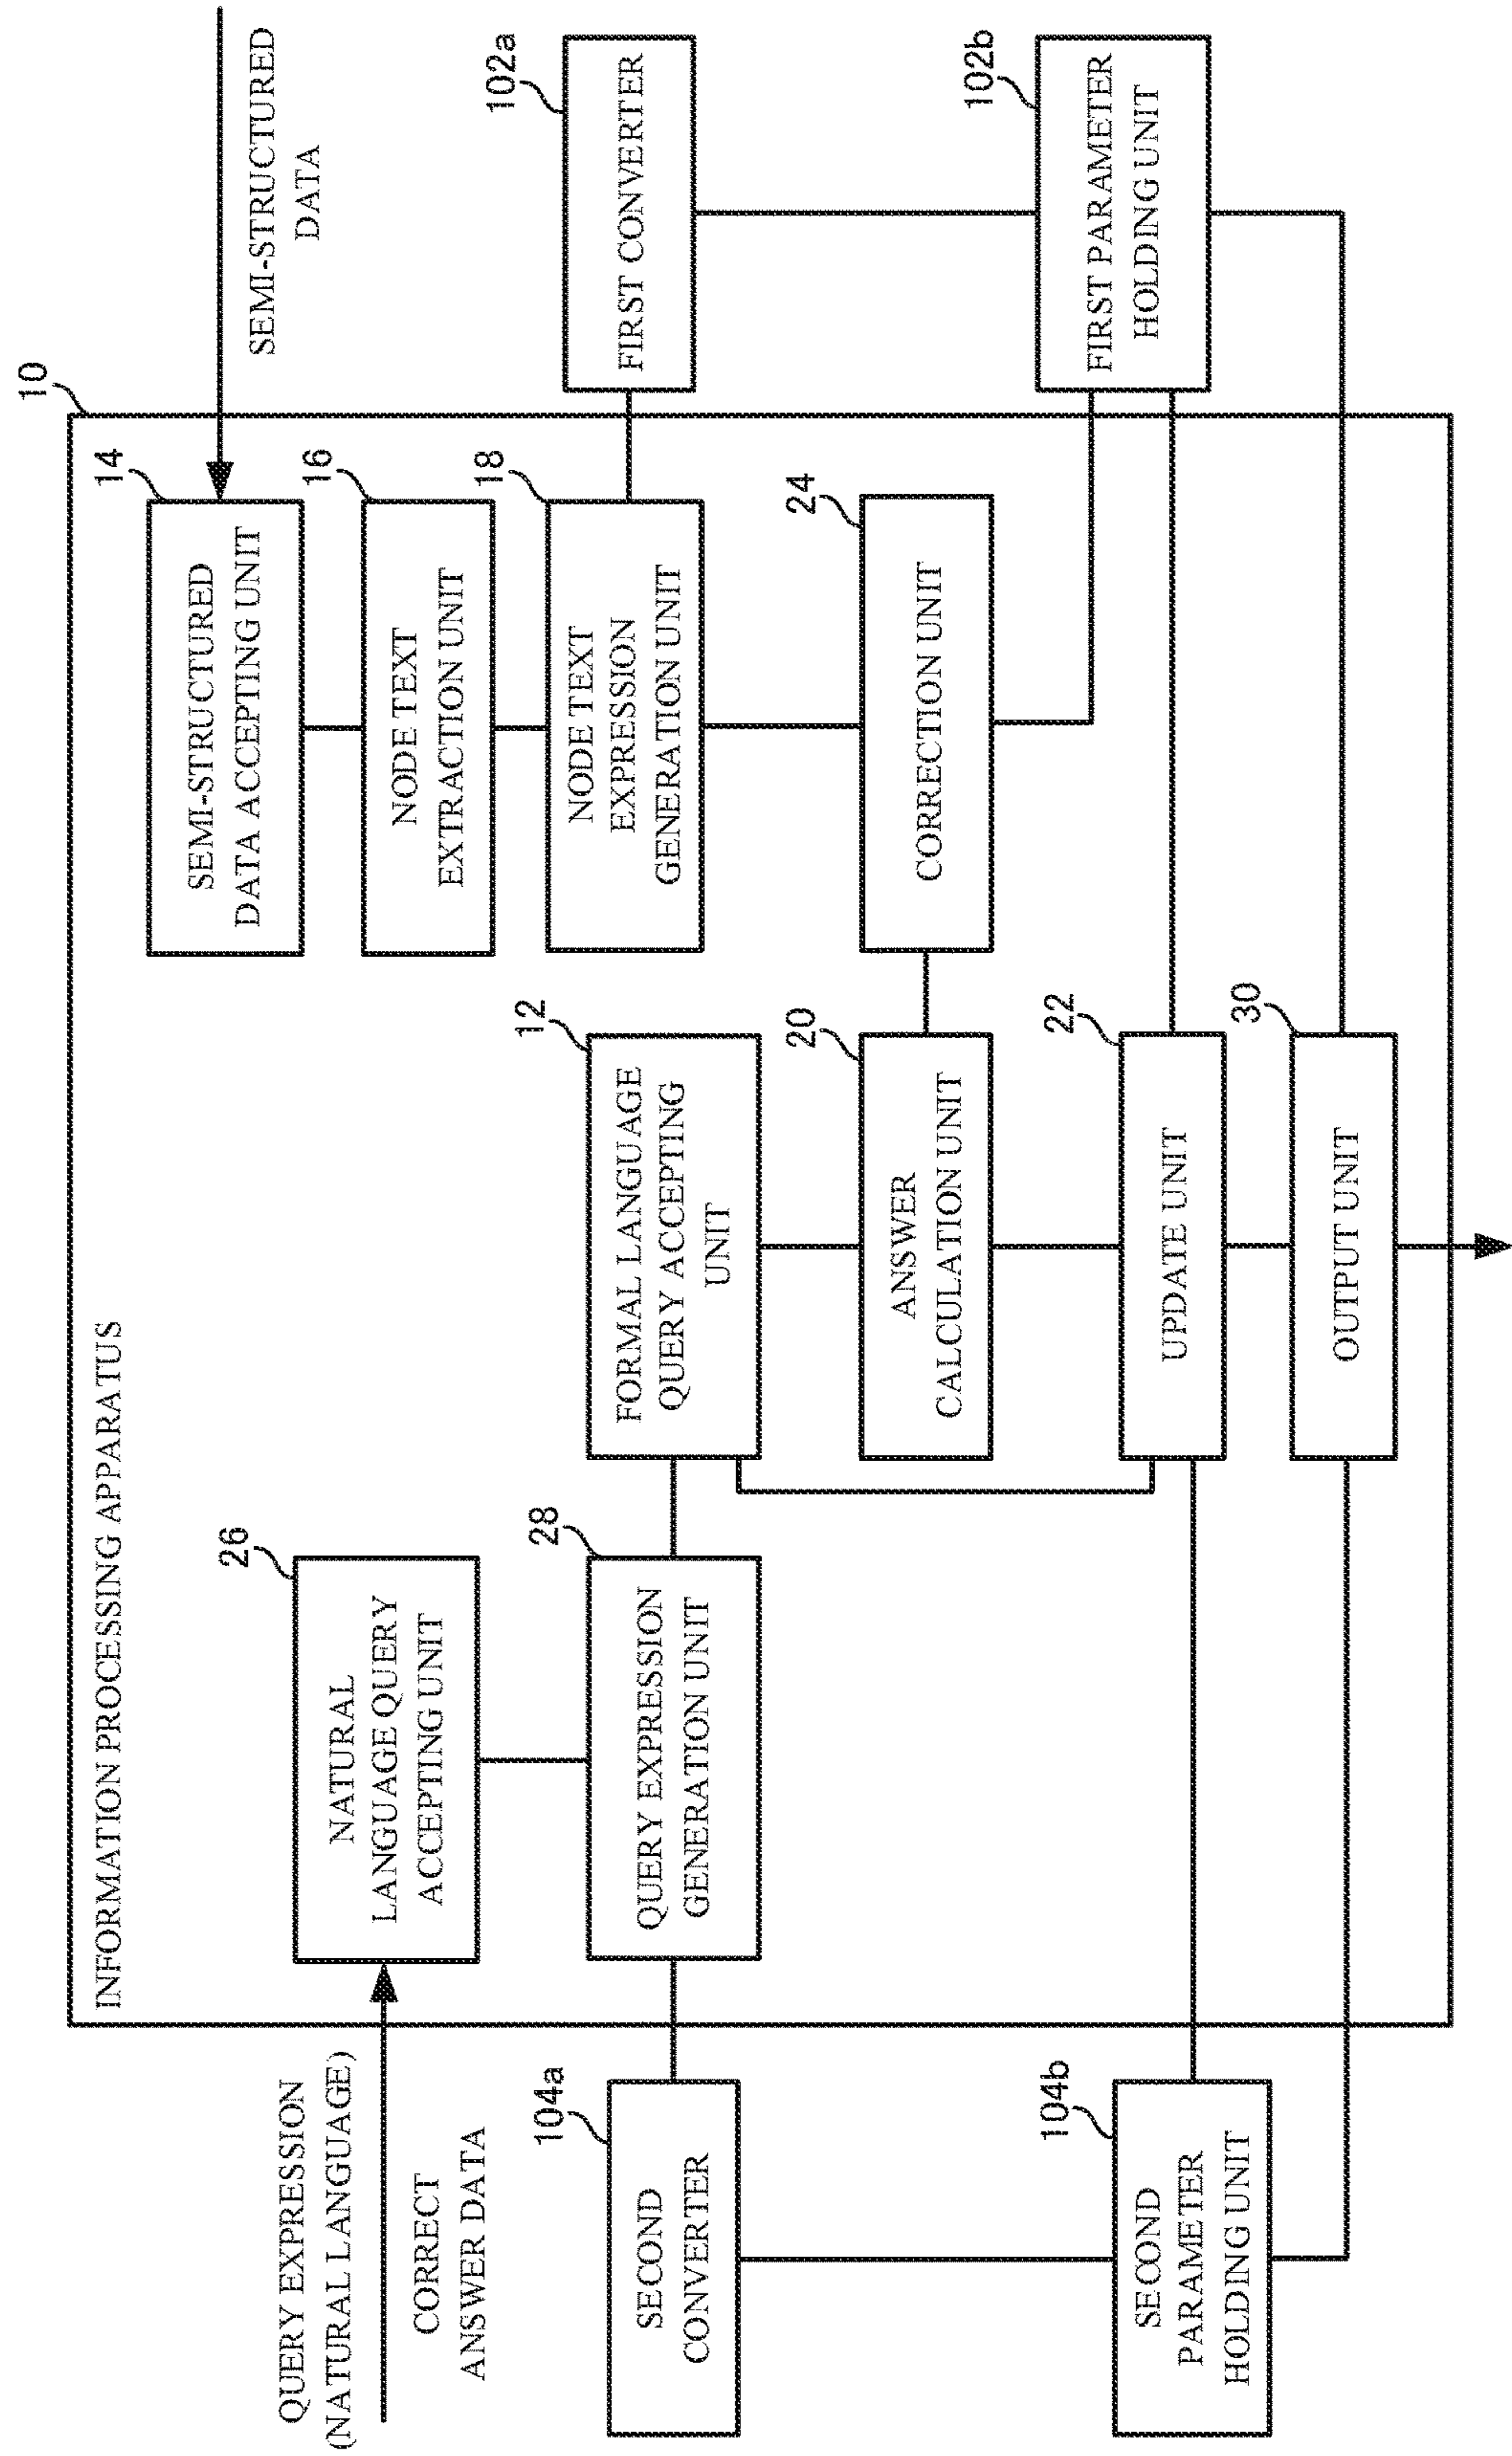 INFORMATION PROCESSING APPARATUS
10
QUERY EXPRESSION
(NATURAL LANGUAGE)
CORRECT
ANSWER DATA
SEMI-STRUCTURED
DATA
26
NATURAL
LANGUAGE QUERY
ACCEPTING UNIT
14
SEMI-STRUCTURED
DATA ACCEPTING UNIT
16
NODE TEXT
EXTRACTION UNIT
104a
SECOND
CONVERTER
28
QUERY EXPRESSION
GENERATION UNIT
12
FORMAL LANGUAGE
QUERY ACCEPTING
UNIT
18
NODE TEXT
EXPRESSION
GENERATION UNIT
102a
FIRST CONVERTER
20
ANSWER
CALCULATION UNIT
24
CORRECTION UNIT
104b
SECOND
PARAMETER
HOLDING UNIT
22
UPDATE UNIT
102b
FIRST PARAMETER
HOLDING UNIT
30
OUTPUT UNIT